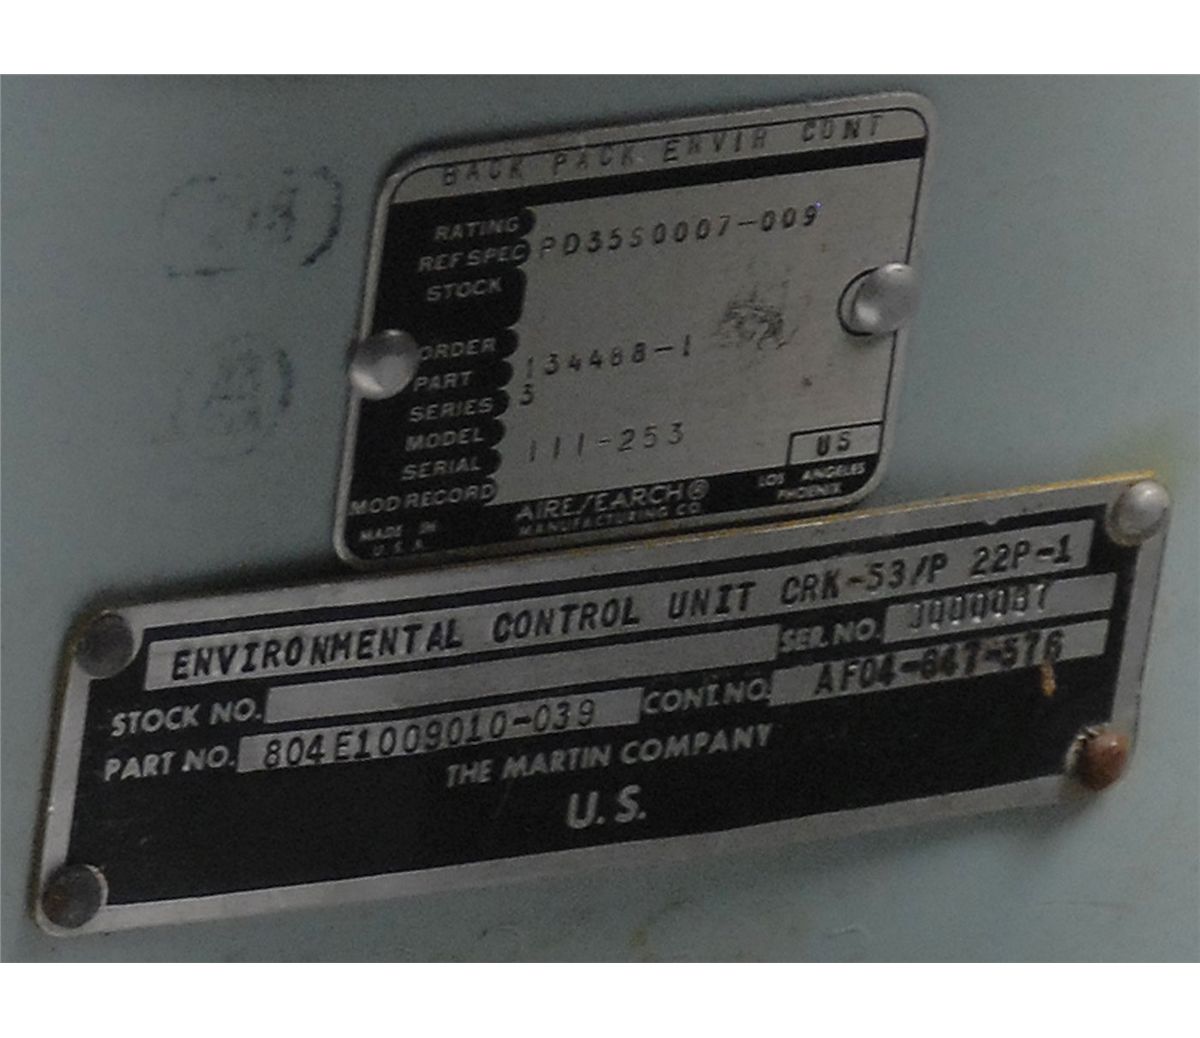 BACK PACK ENVIR CONT
RATING
REF SPEC PD35S0007-009
STOCK
ORDER
PART 134488-1
SERIES 3
MODEL
SERIAL 111-253
MOD RECORD
US
MADE IN
U S A
AIRESEARCH®
MANUFACTURING CO.
LOS ANGELES
PHOENIX
ENVIRONMENTAL CONTROL UNIT CRK-53/P 22P-1
STOCK NO. SER. NO. 0000087
PART NO. 804E1009010-039 CONT. NO. AF04-647-576
THE MARTIN COMPANY
U.S.